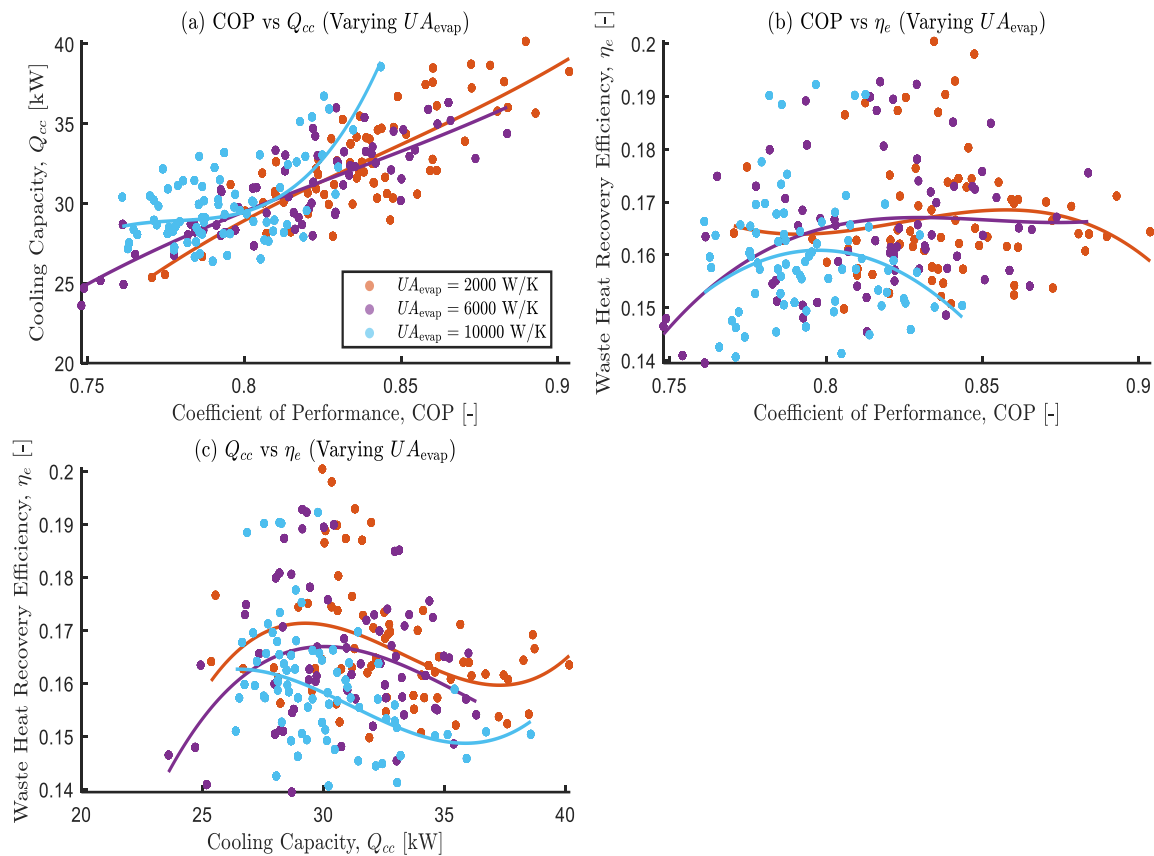 (a) COP vs Q_cc (Varying UA_evap)
Cooling Capacity, Q_cc [kW]
40
35
30
25
20
0.75
0.8
0.85
0.9
Coefficient of Performance, COP [-]
UA_evap = 2000 W/K
UA_evap = 6000 W/K
UA_evap = 10000 W/K
(b) COP vs η_e (Varying UA_evap)
Waste Heat Recovery Efficiency, η_e [-]
0.2
0.19
0.18
0.17
0.16
0.15
0.14
0.75
0.8
0.85
0.9
Coefficient of Performance, COP [-]
(c) Q_cc vs η_e (Varying UA_evap)
Waste Heat Recovery Efficiency, η_e [-]
0.2
0.19
0.18
0.17
0.16
0.15
0.14
20
25
30
35
40
Cooling Capacity, Q_cc [kW]